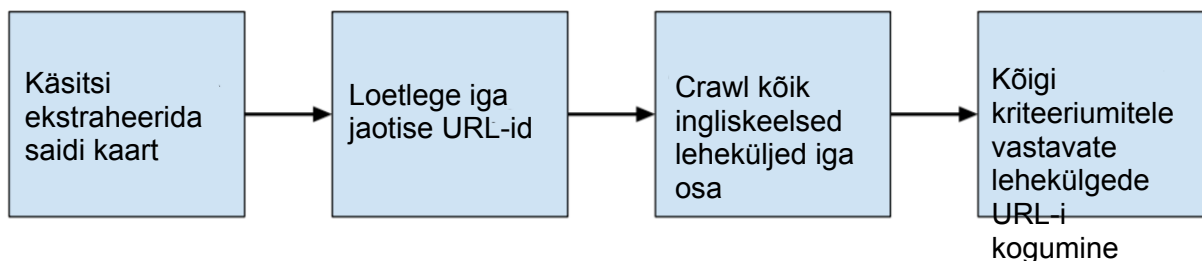 Käsitsi
ekstraheerida
saidi kaart
Loetlege iga
jaotise URL-id
Crawl kõik
ingliskeelsed
leheküljed iga
osa
Kõigi
kriteeriumitele
vastavate
lehekülgede
URL-i
kogumine